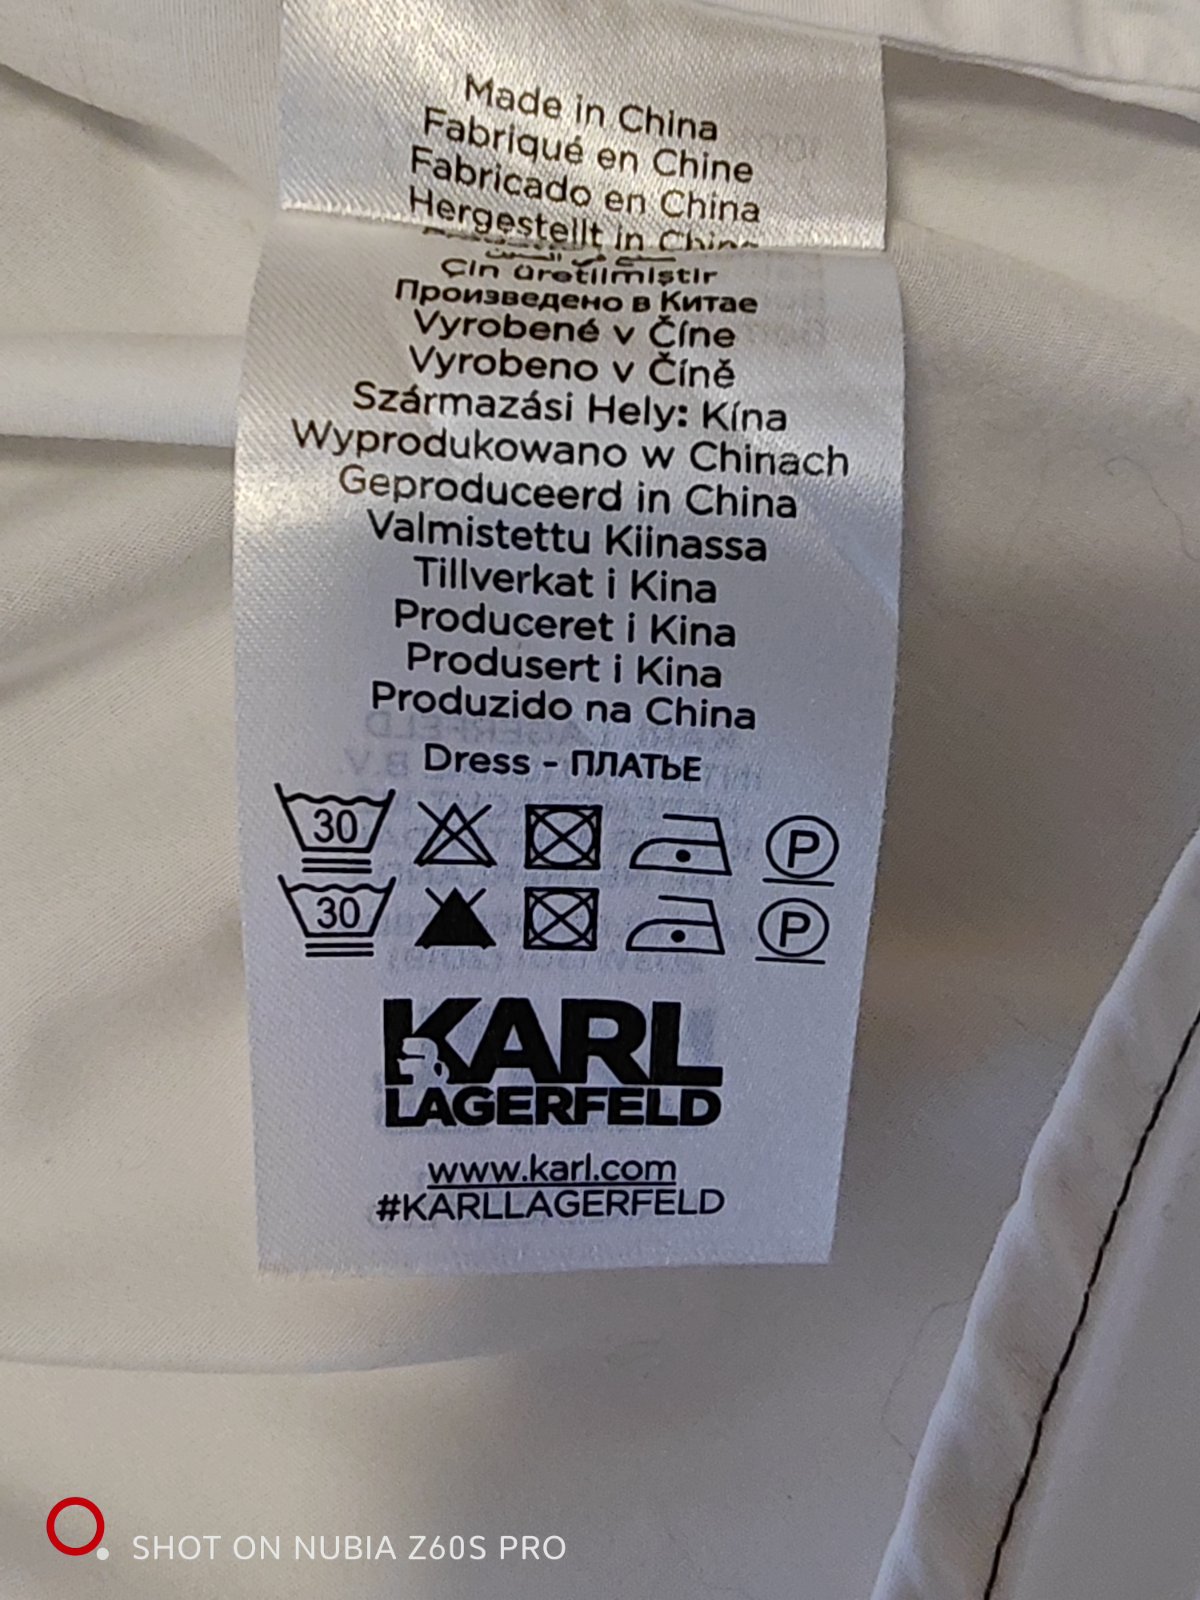 Made in China
Fabriqué en Chine
Fabricado en China
Hergestellt in China
Çin üretilmiştir
Произведено в Китае
Vyrobené v Číne
Vyrobeno v Číně
Származási Hely: Kína
Wyprodukowano w Chinach
Geproduceerd in China
Valmistettu Kiinassa
Tillverkat i Kina
Produceret i Kina
Produsert i Kina
Produzido na China
Dress - ПЛАТЬЕ
30 P
30 P
KARL
LAGERFELD
www.karl.com
#KARLLAGERFELD
SHOT ON NUBIA Z60S PRO